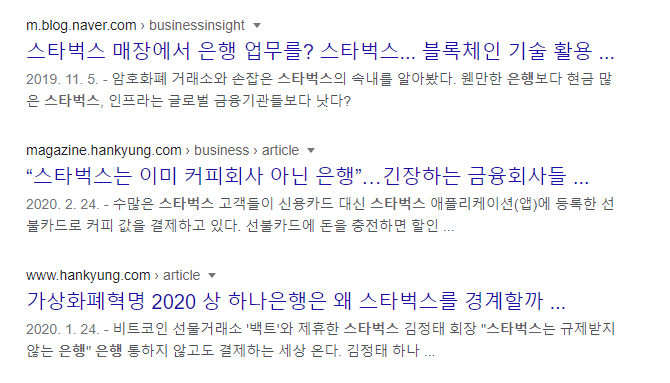 m.blog.naver.com › businessinsight
스타벅스 매장에서 은행 업무를? 스타벅스... 블록체인 기술 활용 ...
2019. 11. 5. - 암호화폐 거래소와 손잡은 스타벅스의 속내를 알아봤다. 웬만한 은행보다 현금 많
은 스타벅스, 인프라는 글로벌 금융기관들보다 낫다?
magazine.hankyung.com › business › article
“스타벅스는 이미 커피회사 아닌 은행”…긴장하는 금융회사들 ...
2020. 2. 24. - 수많은 스타벅스 고객들이 신용카드 대신 스타벅스 애플리케이션(앱)에 등록한 선
불카드로 커피 값을 결제하고 있다. 선불카드에 돈을 충전하면 할인 ...
www.hankyung.com › article
가상화폐혁명 2020 상 하나은행은 왜 스타벅스를 경계할까 ...
2020. 1. 24. - 비트코인 선물거래소 '백트'와 제휴한 스타벅스 김정태 회장 "스타벅스는 규제받지
않는 은행" 은행 통하지 않고도 결제하는 세상 온다. 김정태 하나 ...